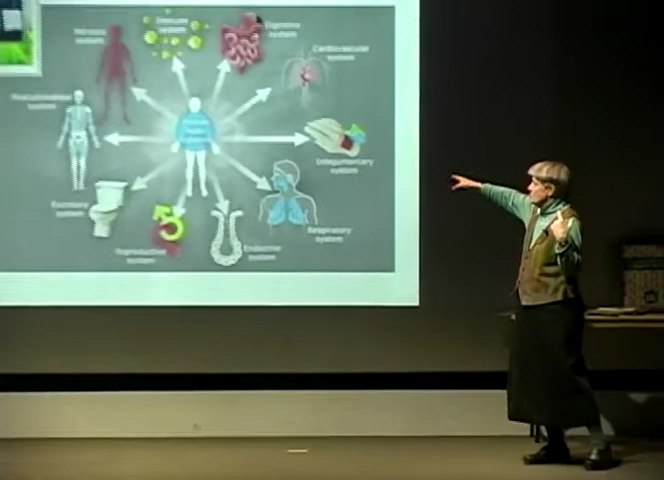 Nervous
system
Immune
system
Digestive
system
Cardiovascular
system
system
Integumentary
system
Excretory
system
Respiratory
system
Reproductive
system
Endocrine
system